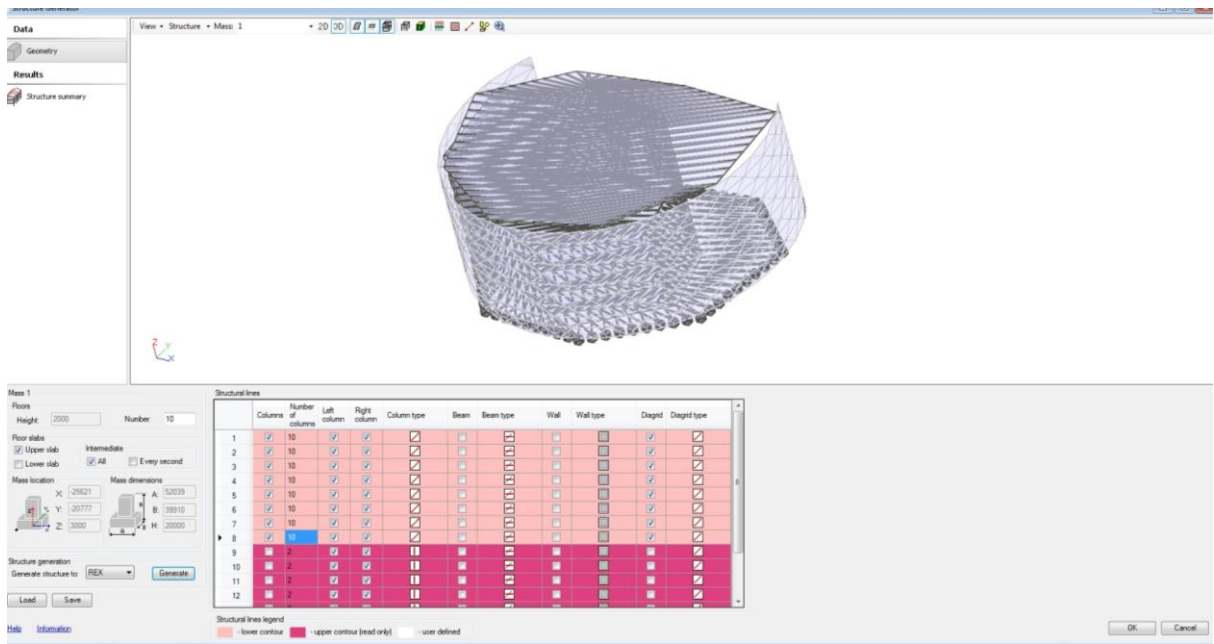 Structure Generator
Data
Geometry
Results
Structure summary
View Structure Mass: 1 2D 3D
Z Y X
Mass 1
Floors
Height: 2000 Number: 10
Floor slabs
Upper slab
Lower slab
Intermediate
All Every second
Mass location
X: -25621
Y: -20777
Z: 3000
Mass dimensions
A: 52039
B: 39910
H: 20000
Structure generation
Generate structure to: REX Generate
Load Save
Help Information
Structural lines
Columns Number of columns Left column Right column Column type Beam Beam type Wall Wall type Diagrid Diagrid type
1 10
2 10
3 10
4 10
5 10
6 10
7 10
8 10
9 2
10 2
11 2
12 2
Structural lines legend
- lower contour - upper contour (read only) - user defined
OK Cancel